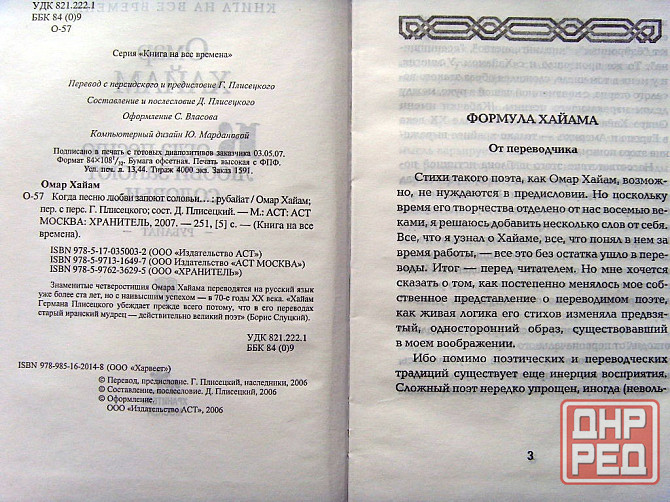 КНИГА НА ВСЕ ВРЕМЕНА
УДК 821.222.1
ББК 84 (0)9
О-57
Серия «Книга на все времена»
Омар
ХАЙАМ
Перевод с персидского и предисловие Г. Плисецкого
Составление и послесловие Д. Плисецкого
Оформление С. Власова
Компьютерный дизайн Ю. Мардановой
Подписано в печать с готовых диапозитивов заказчика 03.05.07.
Формат 84×108¹/₃₂. Бумага офсетная. Печать высокая с ФПФ.
Усл. печ. л. 13,44. Тираж 4000 экз. Заказ 1591.
Омар Хайам
О-57 Когда песню любви запоют соловьи... : рубайат / Омар Хайам;
пер. с перс. Г. Плисецкого; сост. Д. Плисецкий. — М.: АСТ: АСТ
МОСКВА: ХРАНИТЕЛЬ, 2007. — 251, [5] с. — (Книга на все
времена).
РУБАЙАТ
ISBN 978-5-17-035003-2 (ООО «Издательство АСТ»)
ISBN 978-5-9713-1649-7 (ООО Издательство «АСТ МОСКВА»)
ISBN 978-5-9762-3629-5 (ООО «ХРАНИТЕЛЬ»)
Знаменитые четверостишия Омара Хайама переводятся на русский язык
уже более ста лет, но с наивысшим успехом — в 70-е годы XX века. «Хайам
Германа Плисецкого убеждает прежде всего потому, что в его переводах
старый иранский мудрец — действительно великий поэт» (Борис Слуцкий).
УДК 821.222.1
ББК 84 (0)9
ISBN 978-985-16-2014-8 (ООО «Харвест»)
© Перевод, предисловие. Г. Плисецкий, наследники, 2006
© Составление, послесловие. Д. Плисецкий, 2006
© Оформление.
ООО «Издательство АСТ», 2006
ФОРМУЛА ХАЙАМА
От переводчика
Стихи такого поэта, как Омар Хайам, возмож-
но, не нуждаются в предисловии. Но поскольку
время его творчества отделено от нас восемью ве-
ками, я решаюсь добавить несколько слов от себя.
Все, что я узнал о Хайаме, все, что понял в нем за
время работы, — все это без остатка ушло в пере-
воды. Итог — перед читателем. Но мне хочется
сказать о том, как постепенно менялось мое соб-
ственное представление о переводимом поэте,
как живая логика его стихов изменяла предвзя-
тый, односторонний образ, существовавший
в моем воображении.
Ибо помимо поэтических и переводческих
традиций существует еще инерция восприятия.
Сложный поэт нередко упрощен, иногда (неволь-
3
ДНР
РЕД